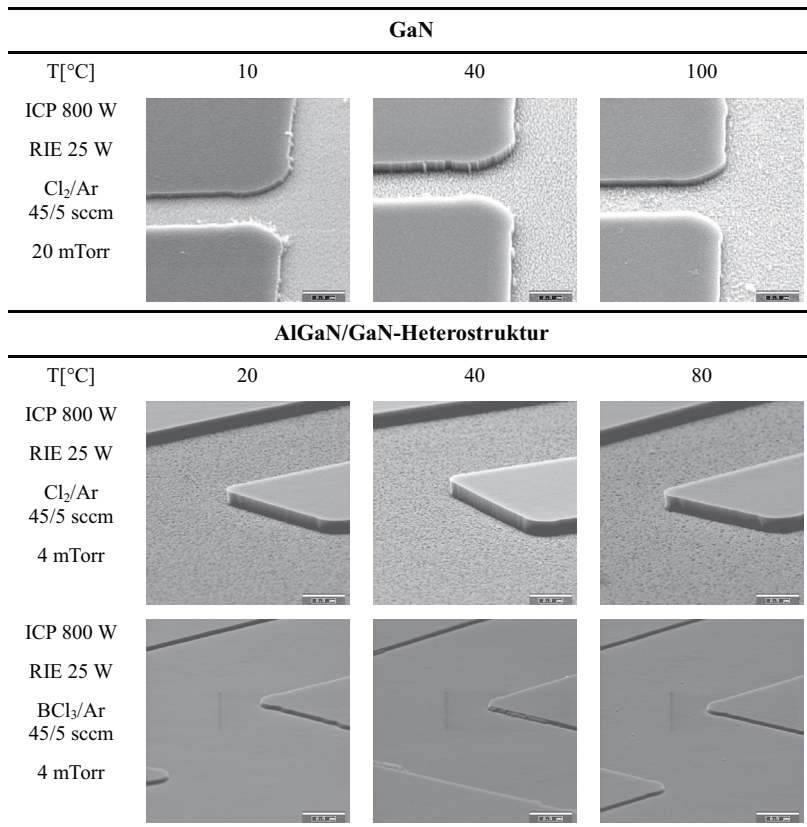 GaN
T[°C] 10 40 100
ICP 800 W
RIE 25 W
Cl₂/Ar
45/5 sccm
20 mTorr
AlGaN/GaN-Heterostruktur
T[°C] 20 40 80
ICP 800 W
RIE 25 W
Cl₂/Ar
45/5 sccm
4 mTorr
ICP 800 W
RIE 25 W
BCl₃/Ar
45/5 sccm
4 mTorr